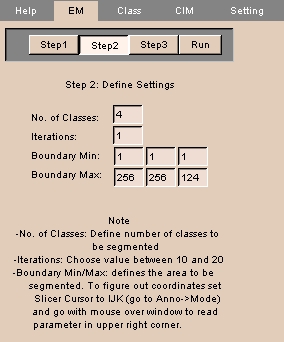 Help EM Class CIM Setting
Step1 Step2 Step3 Run
Step 2: Define Settings
No. of Classes: 4
Iterations: 1
Boundary Min: 1 1 1
Boundary Max: 256 256 124
Note
-No. of Classes: Define number of classes to
be segmented
-Iterations: Choose value between 10 and 20
-Boundary Min/Max: defines the area to be
segmented. To figure out coordinates set
Slicer Cursor to IJK (go to Anno->Mode)
and go with mouse over window to read
parameter in upper right corner.